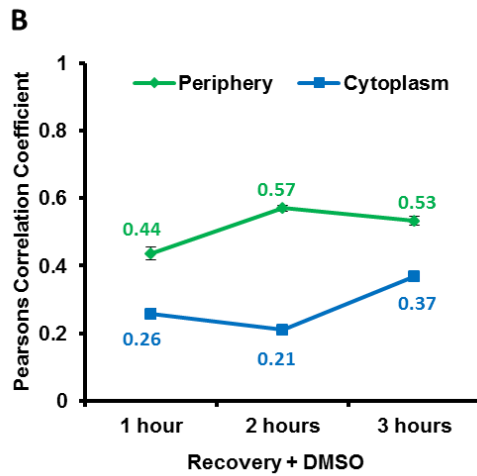 B
Pearsons Correlation Coefficient
1
0.8
0.6
0.4
0.2
0
Periphery
Cytoplasm
0.44
0.57
0.53
0.26
0.21
0.37
1 hour
2 hours
3 hours
Recovery + DMSO